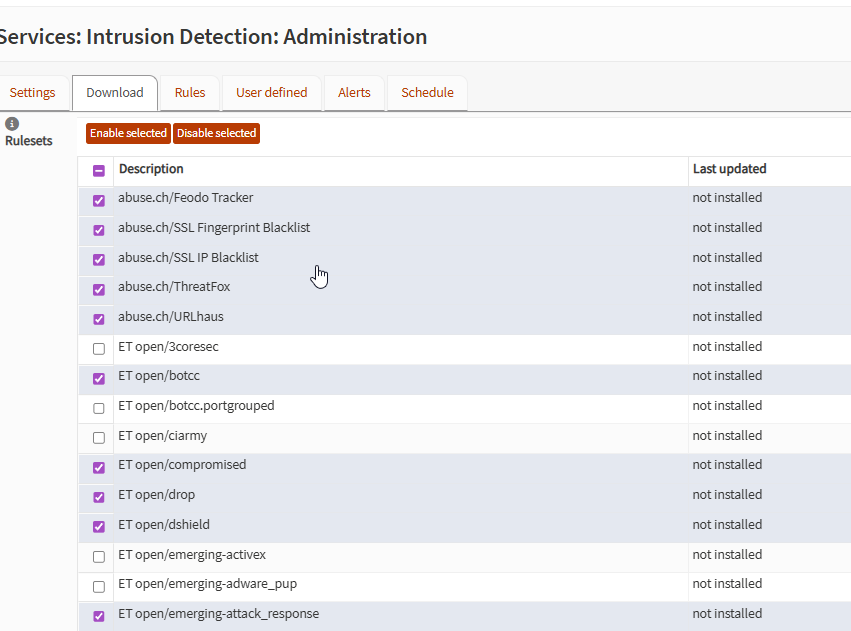 Services: Intrusion Detection: Administration
Settings Download Rules User defined Alerts Schedule
i
Rulesets
Enable selected Disable selected
Description Last updated
abuse.ch/Feodo Tracker not installed
abuse.ch/SSL Fingerprint Blacklist not installed
abuse.ch/SSL IP Blacklist not installed
abuse.ch/ThreatFox not installed
abuse.ch/URLhaus not installed
ET open/3coresec not installed
ET open/botcc not installed
ET open/botcc.portgrouped not installed
ET open/ciarmy not installed
ET open/compromised not installed
ET open/drop not installed
ET open/dshield not installed
ET open/emerging-activex not installed
ET open/emerging-adware_pup not installed
ET open/emerging-attack_response not installed